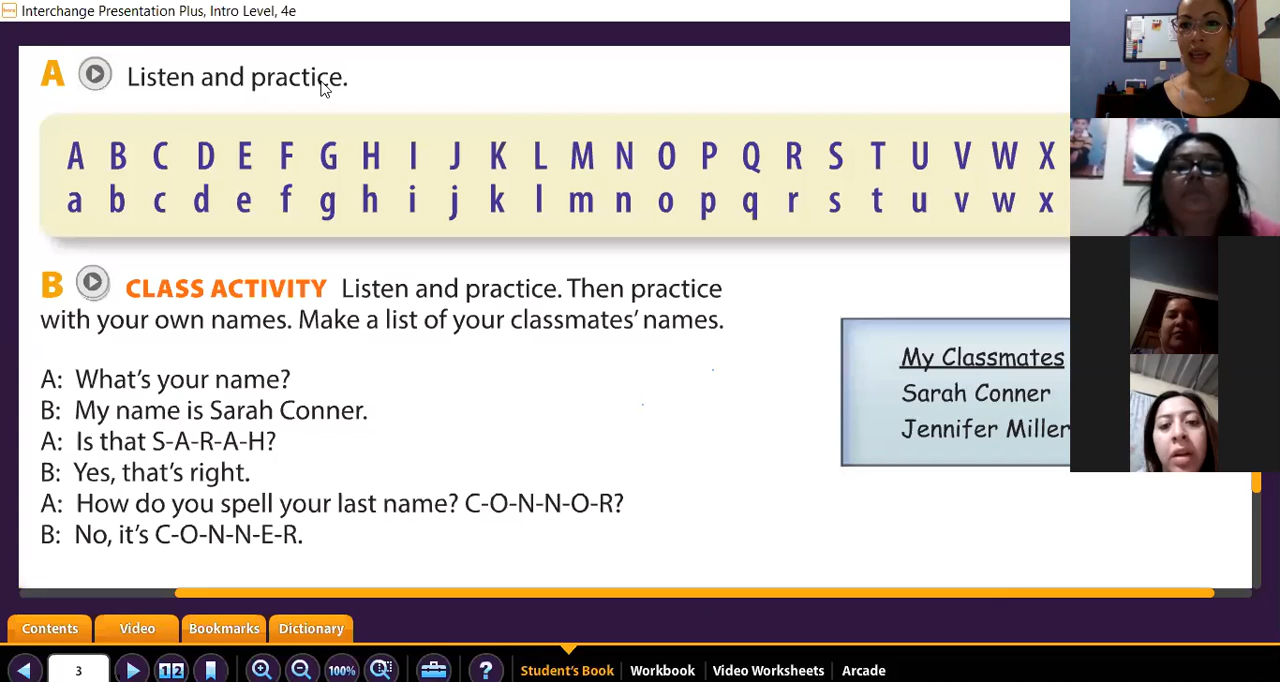 Interchange Presentation Plus, Intro Level, 4e
A Listen and practice.
A B C D E F G H I J K L M N O P Q R S T U V W X
a b c d e f g h i j k l m n o p q r s t u v w x
B CLASS ACTIVITY Listen and practice. Then practice
with your own names. Make a list of your classmates’ names.
A: What’s your name?
B: My name is Sarah Conner.
A: Is that S-A-R-A-H?
B: Yes, that’s right.
A: How do you spell your last name? C-O-N-N-O-R?
B: No, it’s C-O-N-N-E-R.
My Classmates
Sarah Conner
Jennifer Miller
Contents Video Bookmarks Dictionary
3 12 100% ? Student’s Book Workbook Video Worksheets Arcade